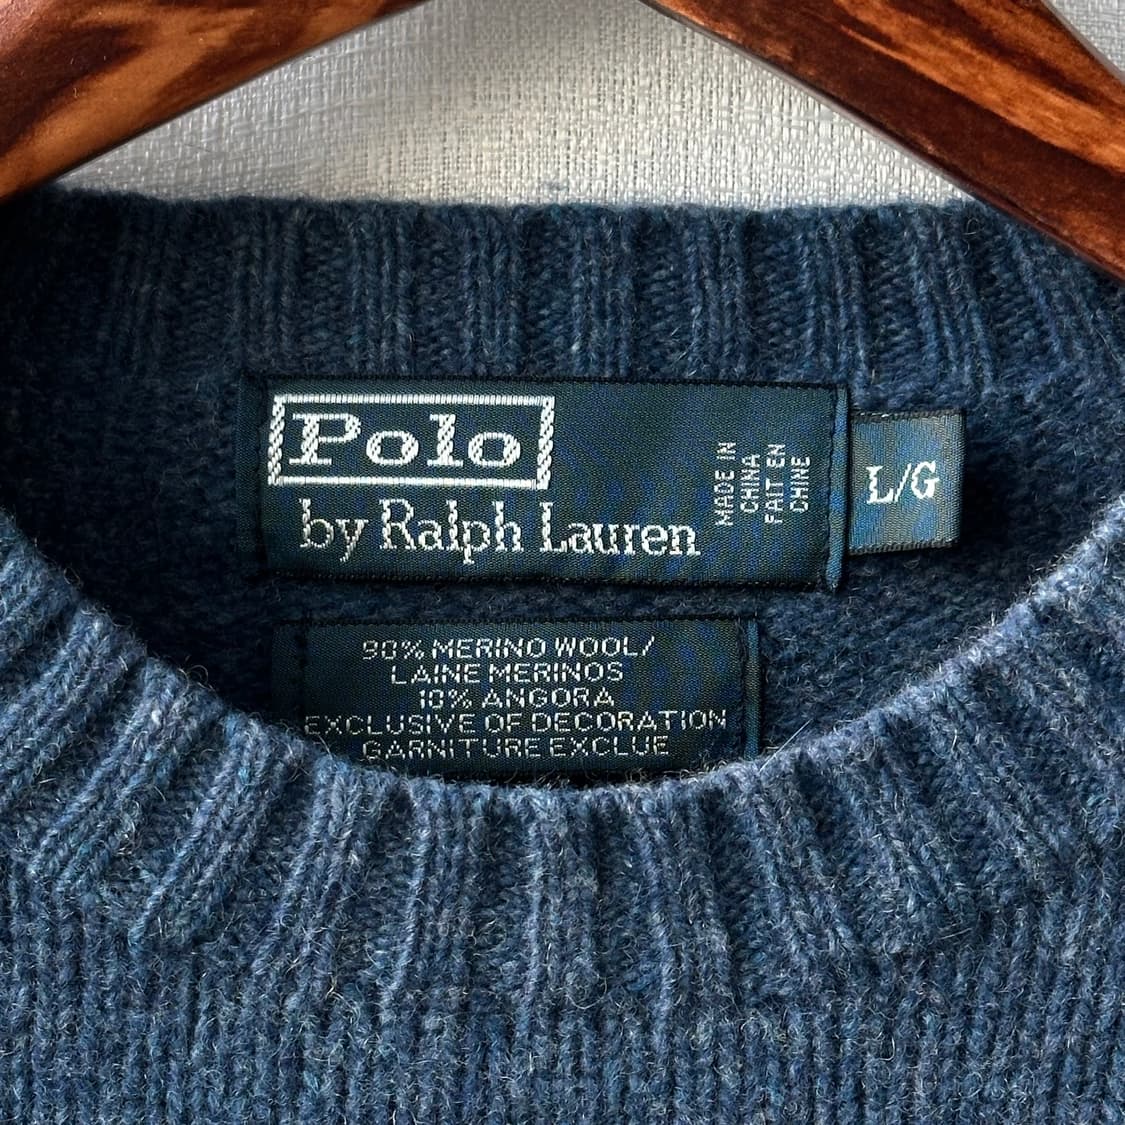 Polo
by Ralph Lauren
MADE IN
CHINA
FAIT EN
CHINE
L/G
90% MERINO WOOL/
LAINE MERINOS
10% ANGORA
EXCLUSIVE OF DECORATION
GARNITURE EXCLUE